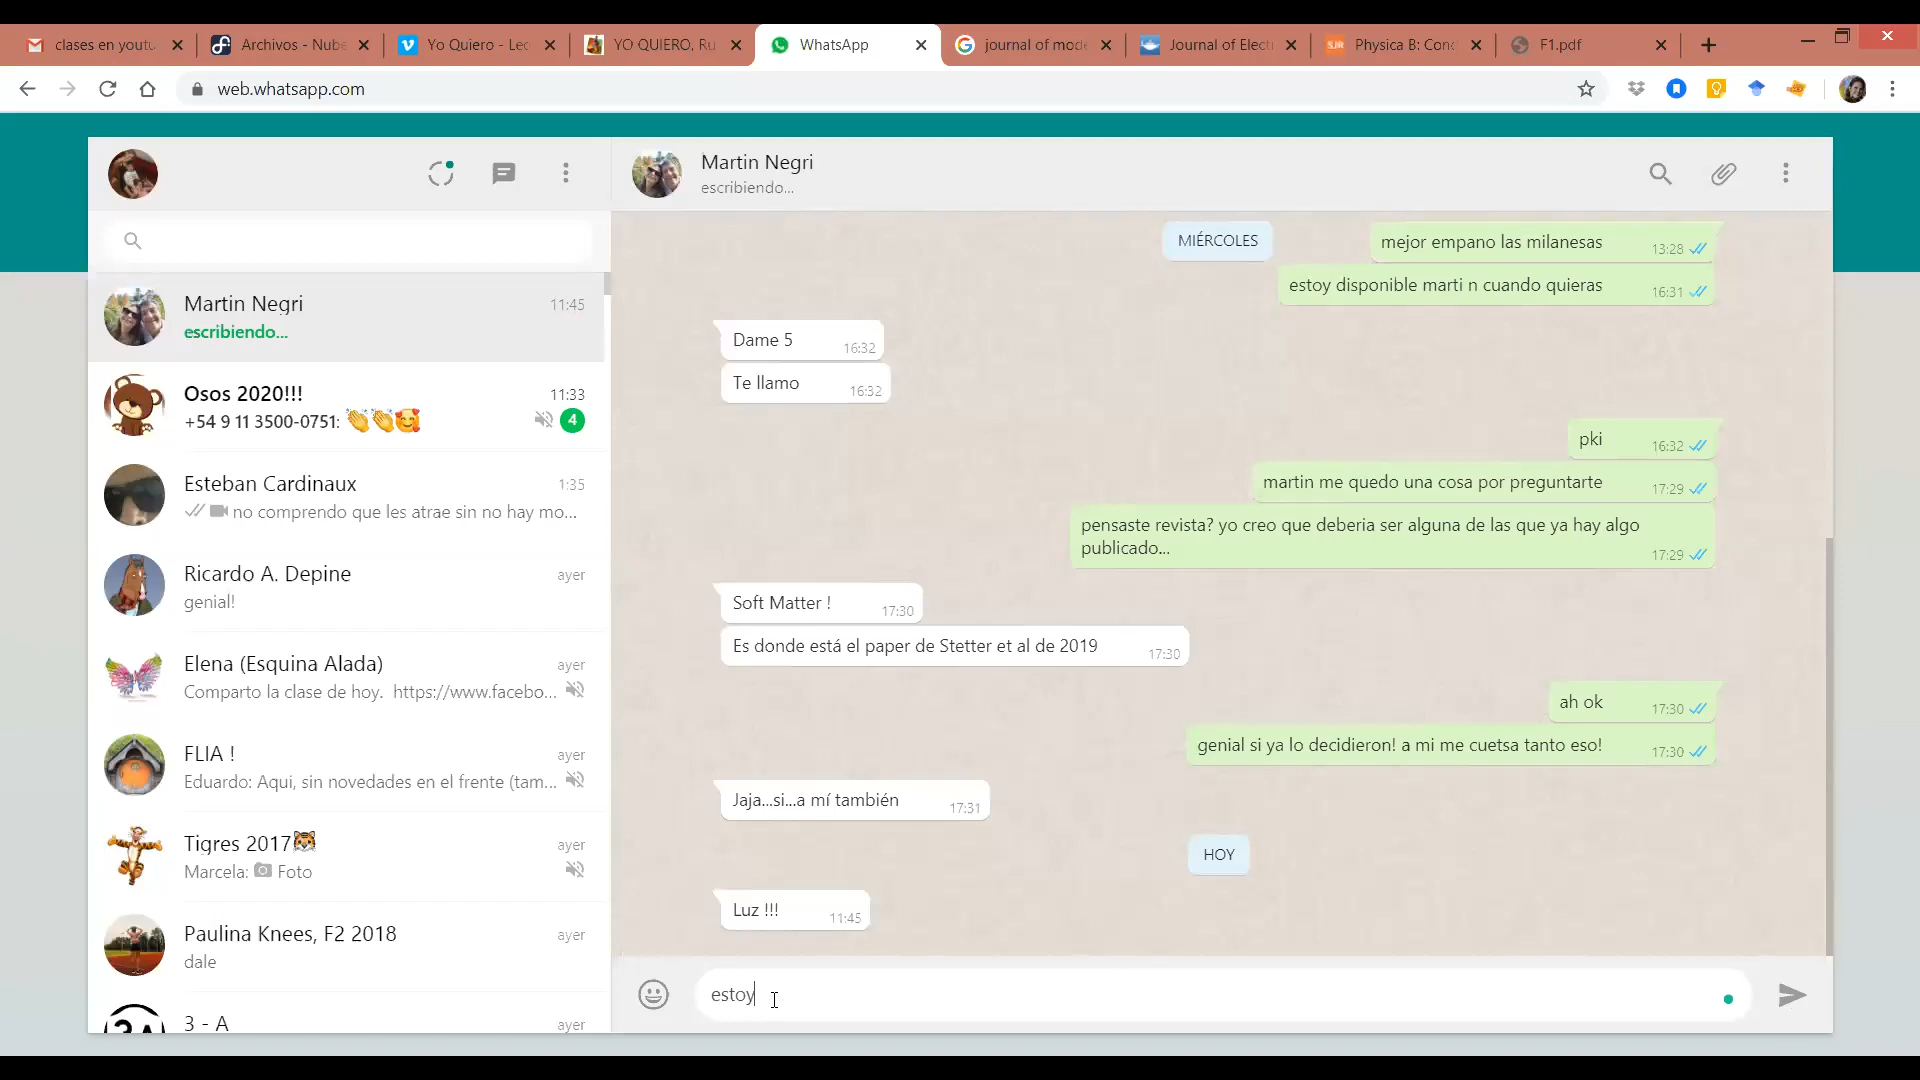 clases en youtu
Archivos - Nube
Yo Quiero - Lec
YO QUIERO, Ru
WhatsApp
journal of mode
Journal of Elect
SJR
Physica B: Conc
F1.pdf
web.whatsapp.com
Martin Negri
11:45
escribiendo...
Osos 2020!!!
11:33
+54 9 11 3500-0751: 👏👏🥰
4
Esteban Cardinaux
1:35
no comprendo que les atrae sin no hay mo...
Ricardo A. Depine
ayer
genial!
Elena (Esquina Alada)
ayer
Comparto la clase de hoy. https://www.facebo...
FLIA !
ayer
Eduardo: Aqui, sin novedades en el frente (tam...
Tigres 2017🐯
ayer
Marcela: Foto
Paulina Knees, F2 2018
ayer
dale
3 - A
ayer
Martin Negri
escribiendo...
MIÉRCOLES
mejor empano las milanesas
13:28
estoy disponible marti n cuando quieras
16:31
Dame 5
16:32
Te llamo
16:32
pki
16:32
martin me quedo una cosa por preguntarte
17:29
pensaste revista? yo creo que deberia ser alguna de las que ya hay algo
publicado...
17:29
Soft Matter !
17:30
Es donde está el paper de Stetter et al de 2019
17:30
ah ok
17:30
genial si ya lo decidieron! a mi me cuetsa tanto eso!
17:30
Jaja...si...a mí también
17:31
HOY
Luz !!!
11:45
estoy